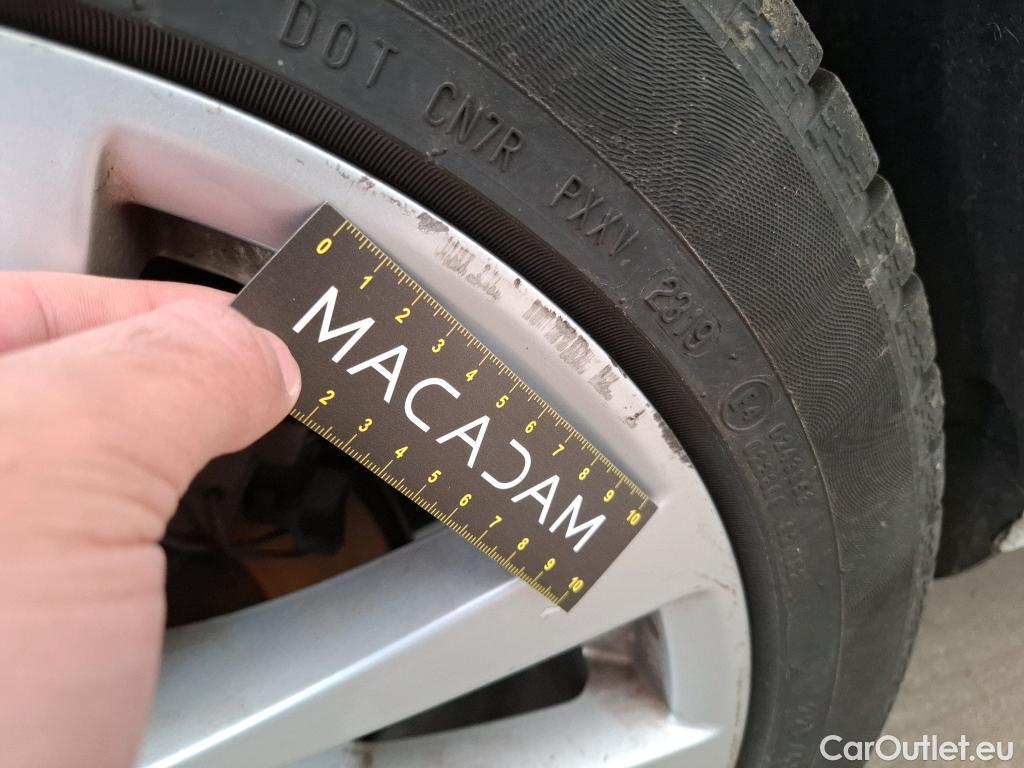 DOT CN7R PXXV 2319
E4
0 1 2 3 4 5 6 7 8 9 10
MACADAM
2 3 4 5 6 7 8 9 10
CarOutlet.eu